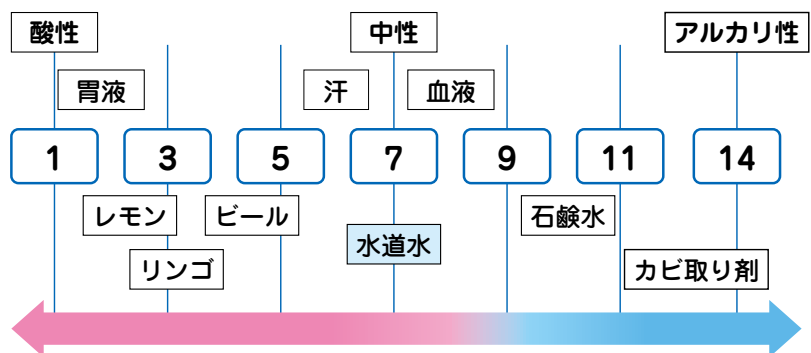 酸性
中性
アルカリ性
胃液
汗
血液
1
3
5
7
9
11
14
レモン
ビール
石鹸水
水道水
リンゴ
カビ取り剤